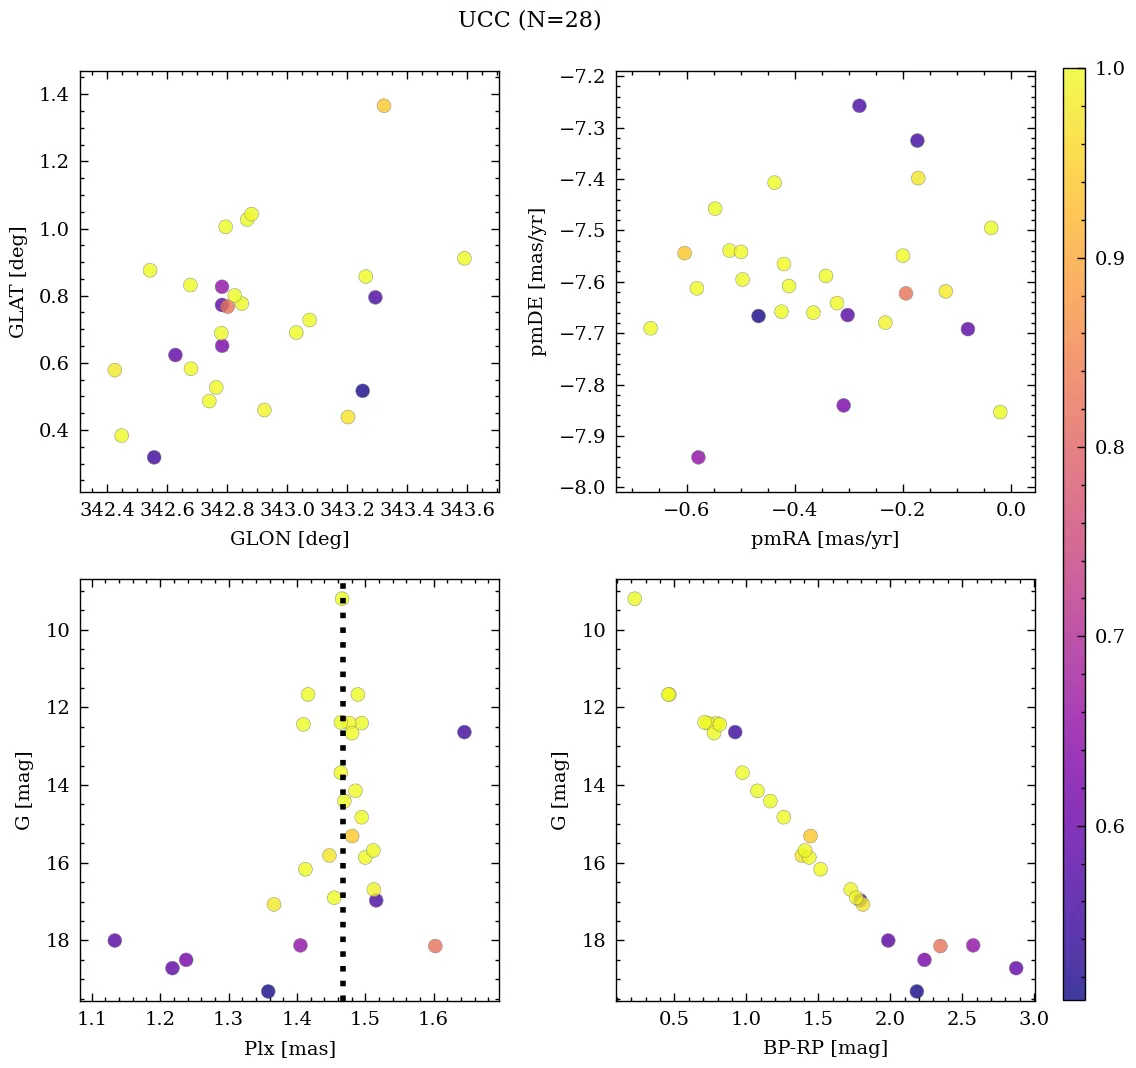 UCC (N=28)
1.4
1.2
1.0
0.8
0.6
0.4
GLAT [deg]
342.4 342.6 342.8 343.0 343.2 343.4 343.6
GLON [deg]
−7.2
−7.3
−7.4
−7.5
−7.6
−7.7
−7.8
−7.9
−8.0
pmDE [mas/yr]
−0.6 −0.4 −0.2 0.0
pmRA [mas/yr]
10
12
14
16
18
G [mag]
1.1 1.2 1.3 1.4 1.5 1.6
Plx [mas]
10
12
14
16
18
G [mag]
0.5 1.0 1.5 2.0 2.5 3.0
BP-RP [mag]
1.0
0.9
0.8
0.7
0.6